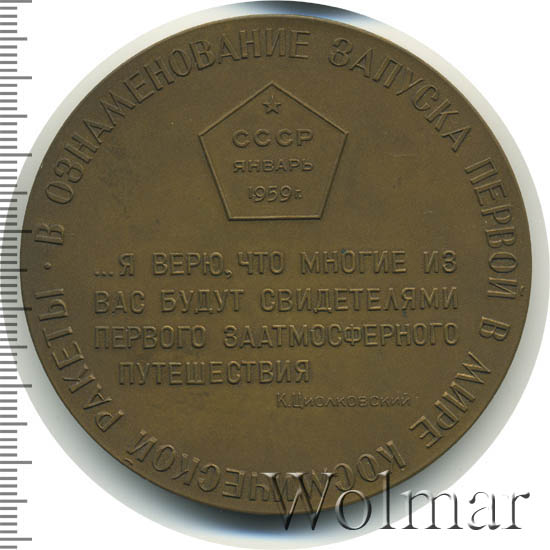 В ОЗНАМЕНОВАНИЕ ЗАПУСКА ПЕРВОЙ В МИРЕ КОСМИЧЕСКОЙ РАКЕТЫ ·
СССР
ЯНВАРЬ
1959 г.
...Я ВЕРЮ, ЧТО МНОГИЕ ИЗ
ВАС БУДУТ СВИДЕТЕЛЯМИ
ПЕРВОГО ЗААТМОСФЕРНОГО
ПУТЕШЕСТВИЯ
К.Циолковский
Wolmar